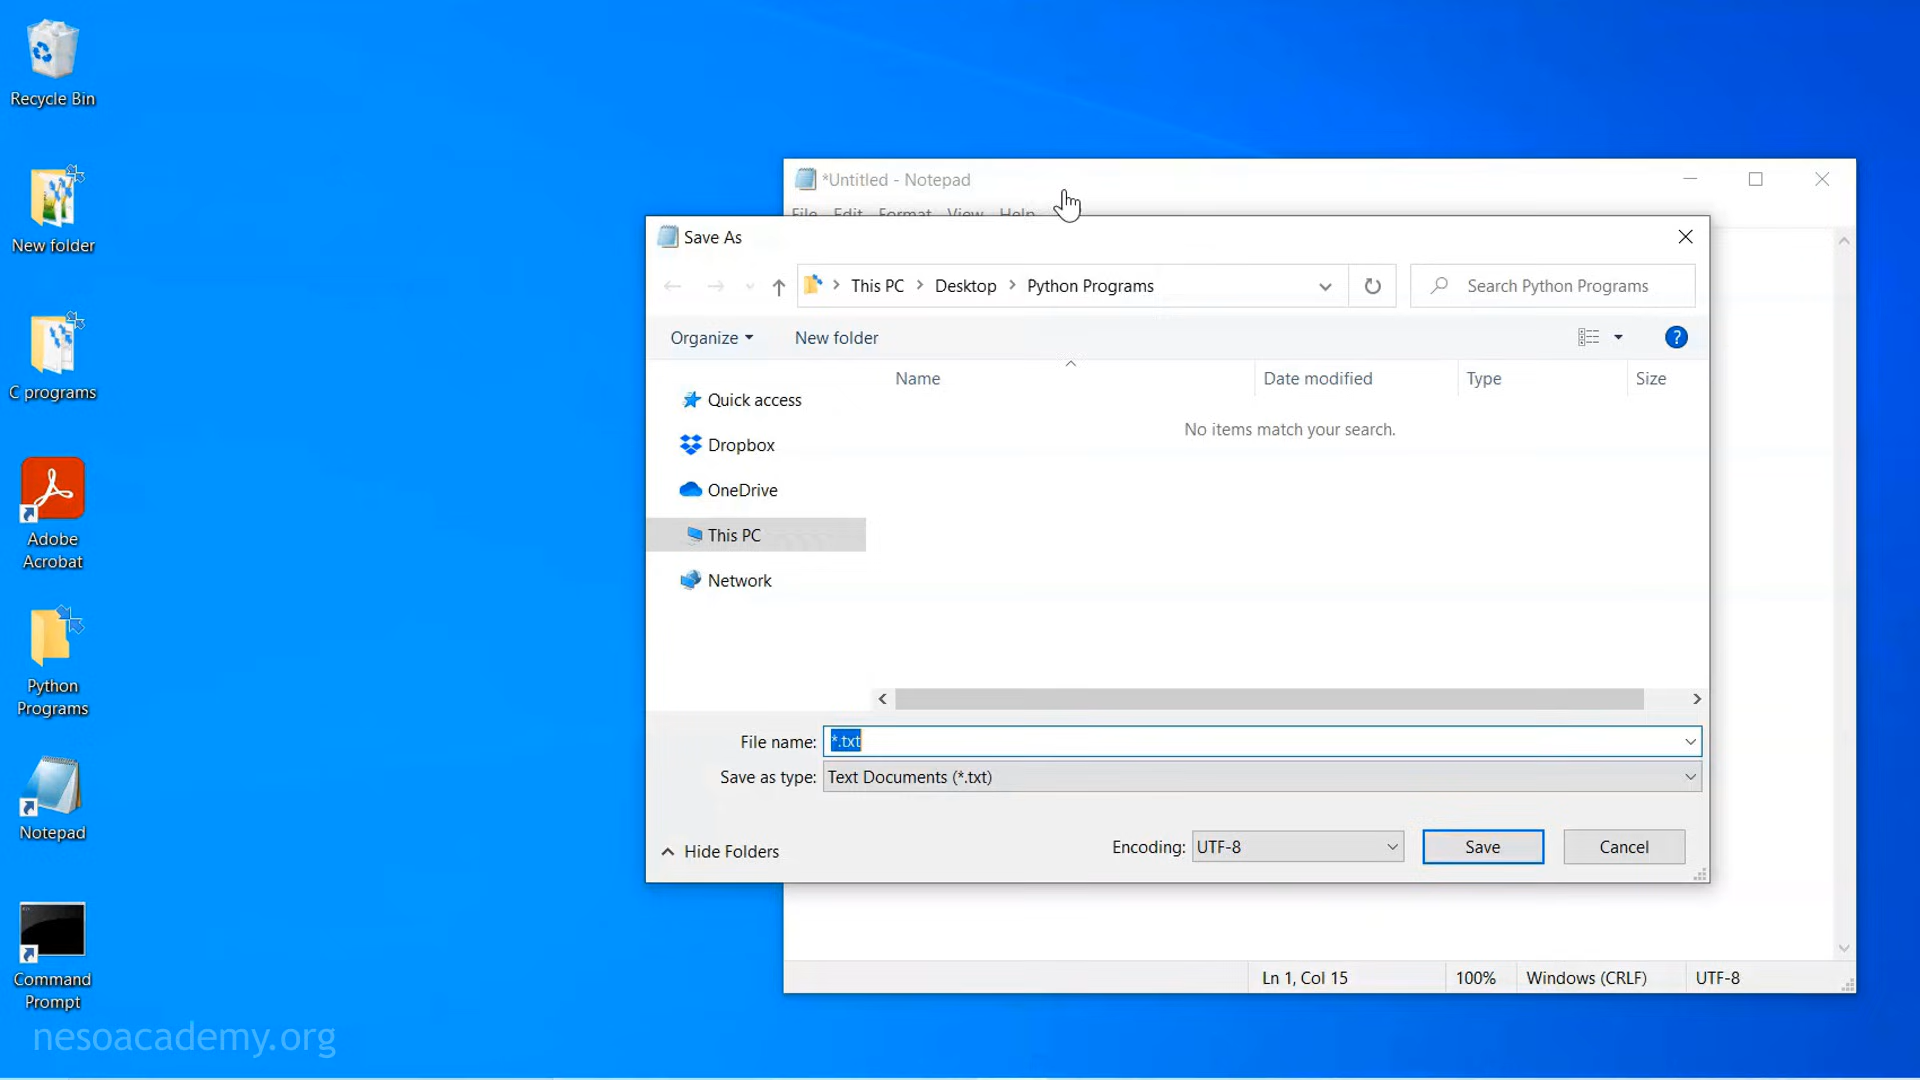 Recycle Bin
New folder
C programs
Adobe
Acrobat
Python
Programs
Notepad
Command
Prompt
nesoacademy.org
*Untitled - Notepad
File Edit Format View Help
Save As
This PC > Desktop > Python Programs
Search Python Programs
Organize
New folder
?
Name
Date modified
Type
Size
No items match your search.
Quick access
Dropbox
OneDrive
This PC
Network
File name: *.txt
Save as type: Text Documents (*.txt)
Hide Folders
Encoding: UTF-8
Save
Cancel
Ln 1, Col 15
100%
Windows (CRLF)
UTF-8